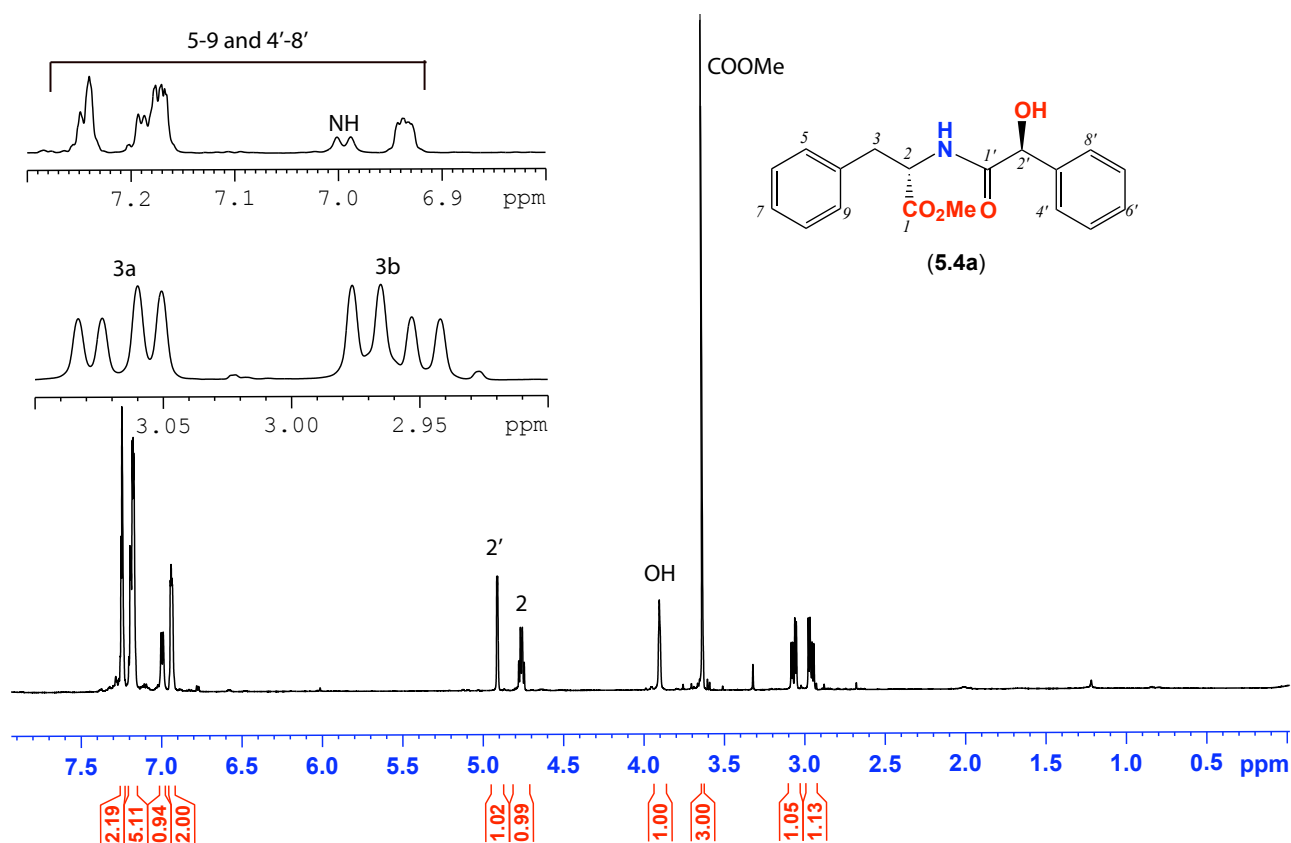 5-9 and 4'-8'
NH
7.2 7.1 7.0 6.9 ppm
3a 3b
3.05 3.00 2.95 ppm
COOMe
OH
H
N
5 3 2 1' 2' 8'
7 9 CO2Me O 4' 6'
1
(5.4a)
2'
2
OH
7.5 7.0 6.5 6.0 5.5 5.0 4.5 4.0 3.5 3.0 2.5 2.0 1.5 1.0 0.5 ppm
2.19 5.11 0.94 2.00 1.02 0.99 1.00 3.00 1.05 1.13